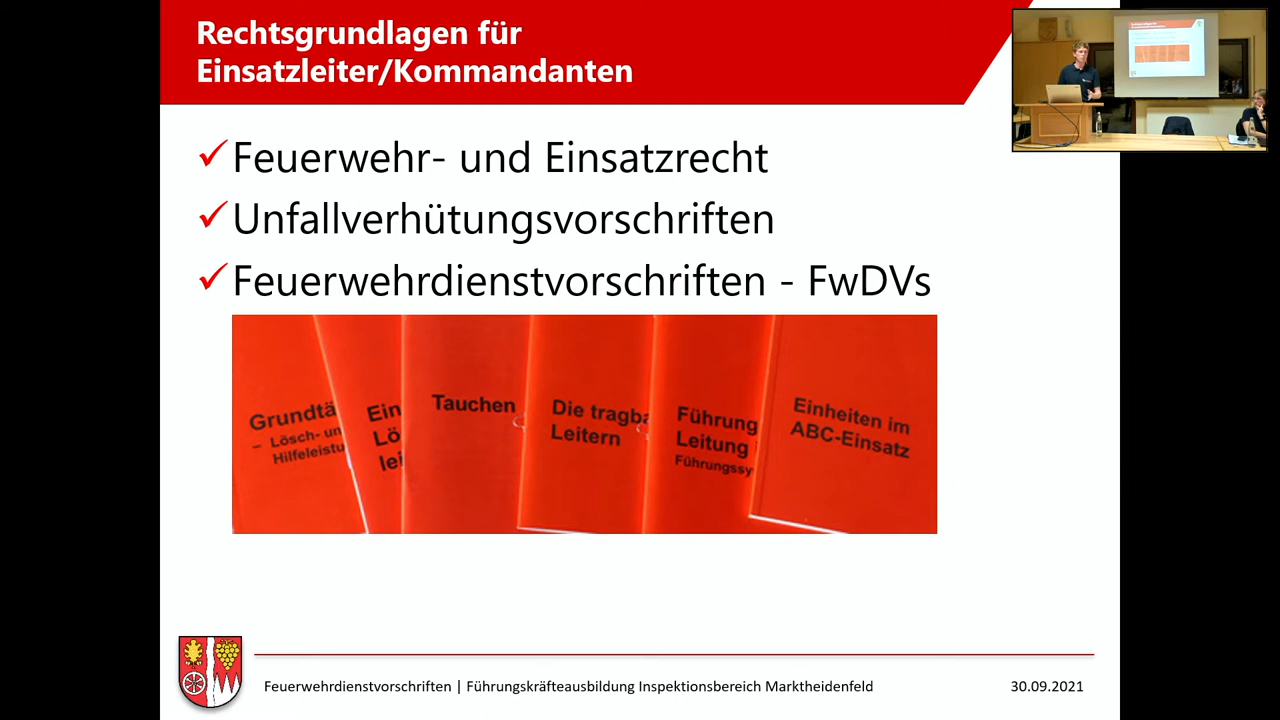 Rechtsgrundlagen für
Einsatzleiter/Kommandanten
Feuerwehr- und Einsatzrecht
Unfallverhütungsvorschriften
Feuerwehrdienstvorschriften - FwDVs
Grundtä
– Lösch- un
Hilfeleistu
Ein
Lö
lei
Tauchen
Die tragba
Leitern
Führung
Leitung
Führungssy
Einheiten im
ABC-Einsatz
Feuerwehrdienstvorschriften | Führungskräfteausbildung Inspektionsbereich Marktheidenfeld
30.09.2021